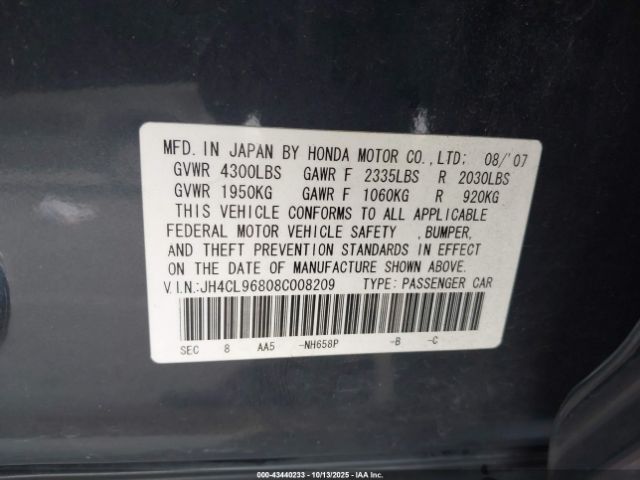 MFD. IN JAPAN BY HONDA MOTOR CO.,LTD: 08/'07
GVWR 4300LBS GAWR F 2335LBS R 2030LBS
GVWR 1950KG GAWR F 1060KG R 920KG
THIS VEHICLE CONFORMS TO ALL APPLICABLE
FEDERAL MOTOR VEHICLE SAFETY ,BUMPER,
AND THEFT PREVENTION STANDARDS IN EFFECT
ON THE DATE OF MANUFACTURE SHOWN ABOVE.
V.I.N.:JH4CL96808C008209 TYPE: PASSENGER CAR
SEC 8 AA5 -NH658P -B -C
000-43440233 - 10/13/2025 - IAAI.COM